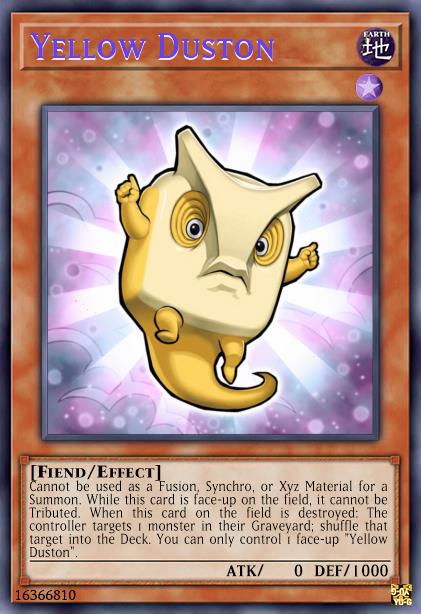 Yellow Duston
EARTH
地
[Fiend/Effect]
Cannot be used as a Fusion, Synchro, or Xyz Material for a
Summon. While this card is face-up on the field, it cannot be
Tributed. When this card on the field is destroyed: The
controller targets 1 monster in their Graveyard; shuffle that
target into the Deck. You can only control 1 face-up "Yellow
Duston".
ATK/ 0 DEF/1000
16366810